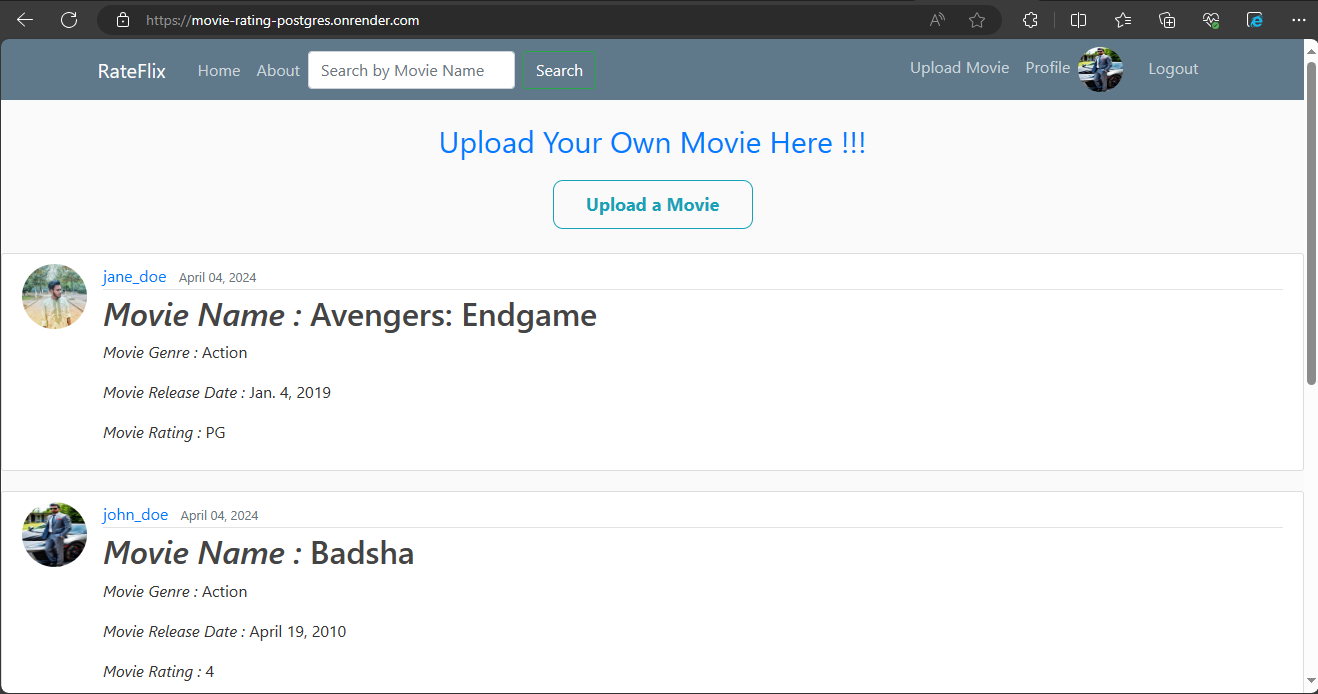 https://movie-rating-postgres.onrender.com
RateFlix Home About Search by Movie Name Search Upload Movie Profile Logout
Upload Your Own Movie Here !!!
Upload a Movie
jane_doe April 04, 2024
Movie Name : Avengers: Endgame
Movie Genre : Action
Movie Release Date : Jan. 4, 2019
Movie Rating : PG
john_doe April 04, 2024
Movie Name : Badsha
Movie Genre : Action
Movie Release Date : April 19, 2010
Movie Rating : 4